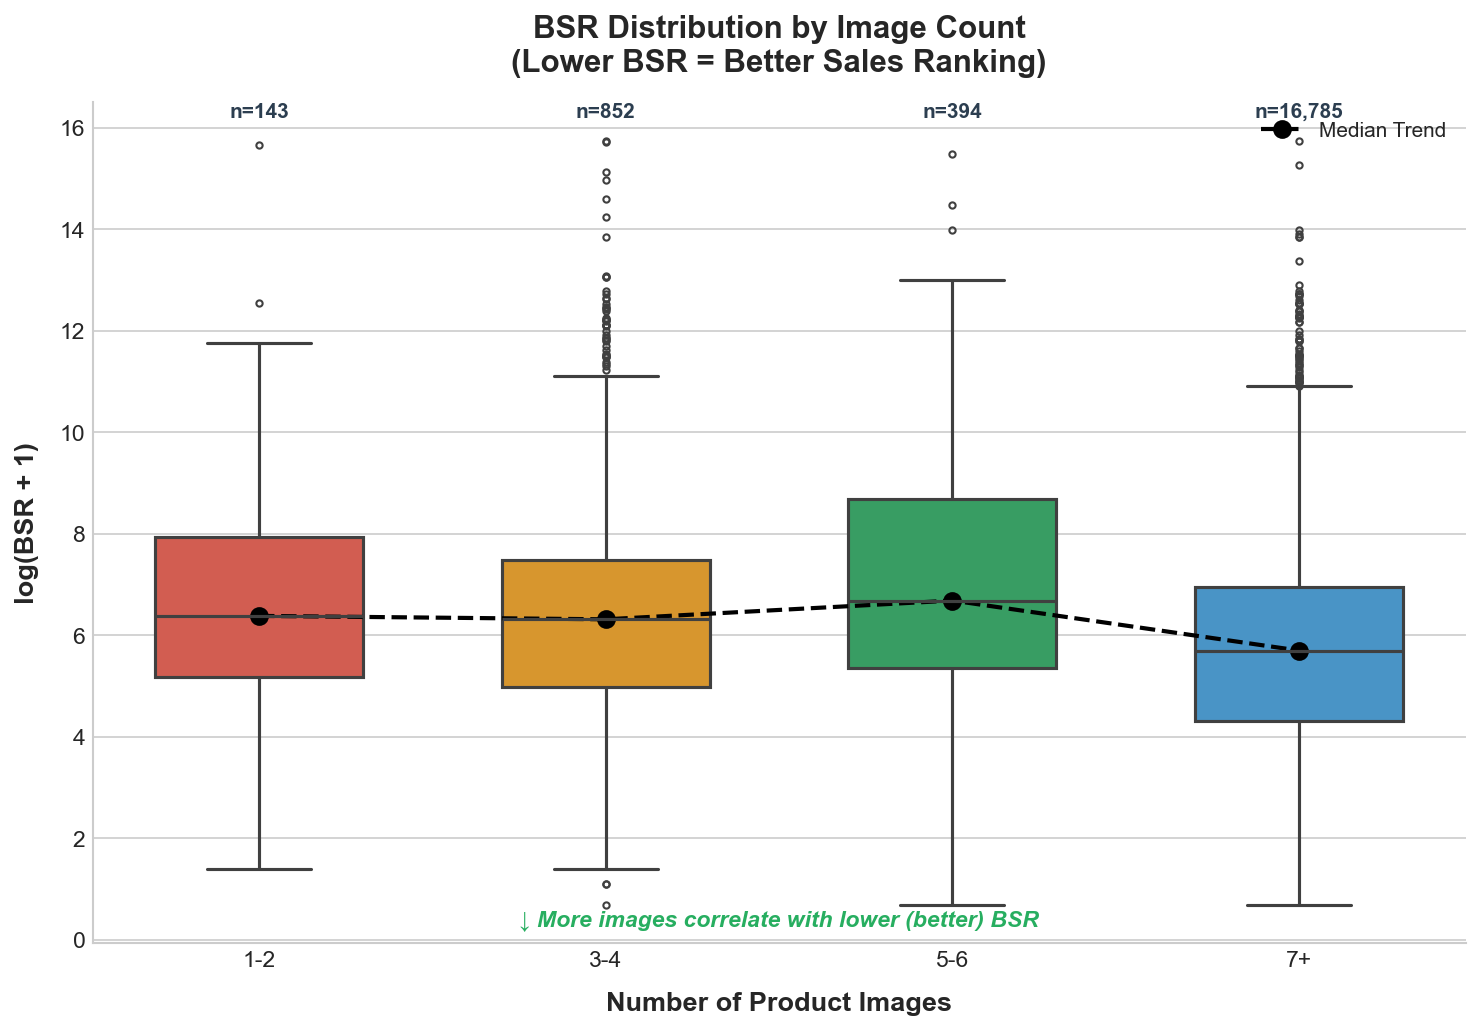 BSR Distribution by Image Count
(Lower BSR = Better Sales Ranking)
n=143
n=852
n=394
n=16,785
Median Trend
log(BSR + 1)
16
14
12
10
8
6
4
2
0
↓ More images correlate with lower (better) BSR
1-2
3-4
5-6
7+
Number of Product Images